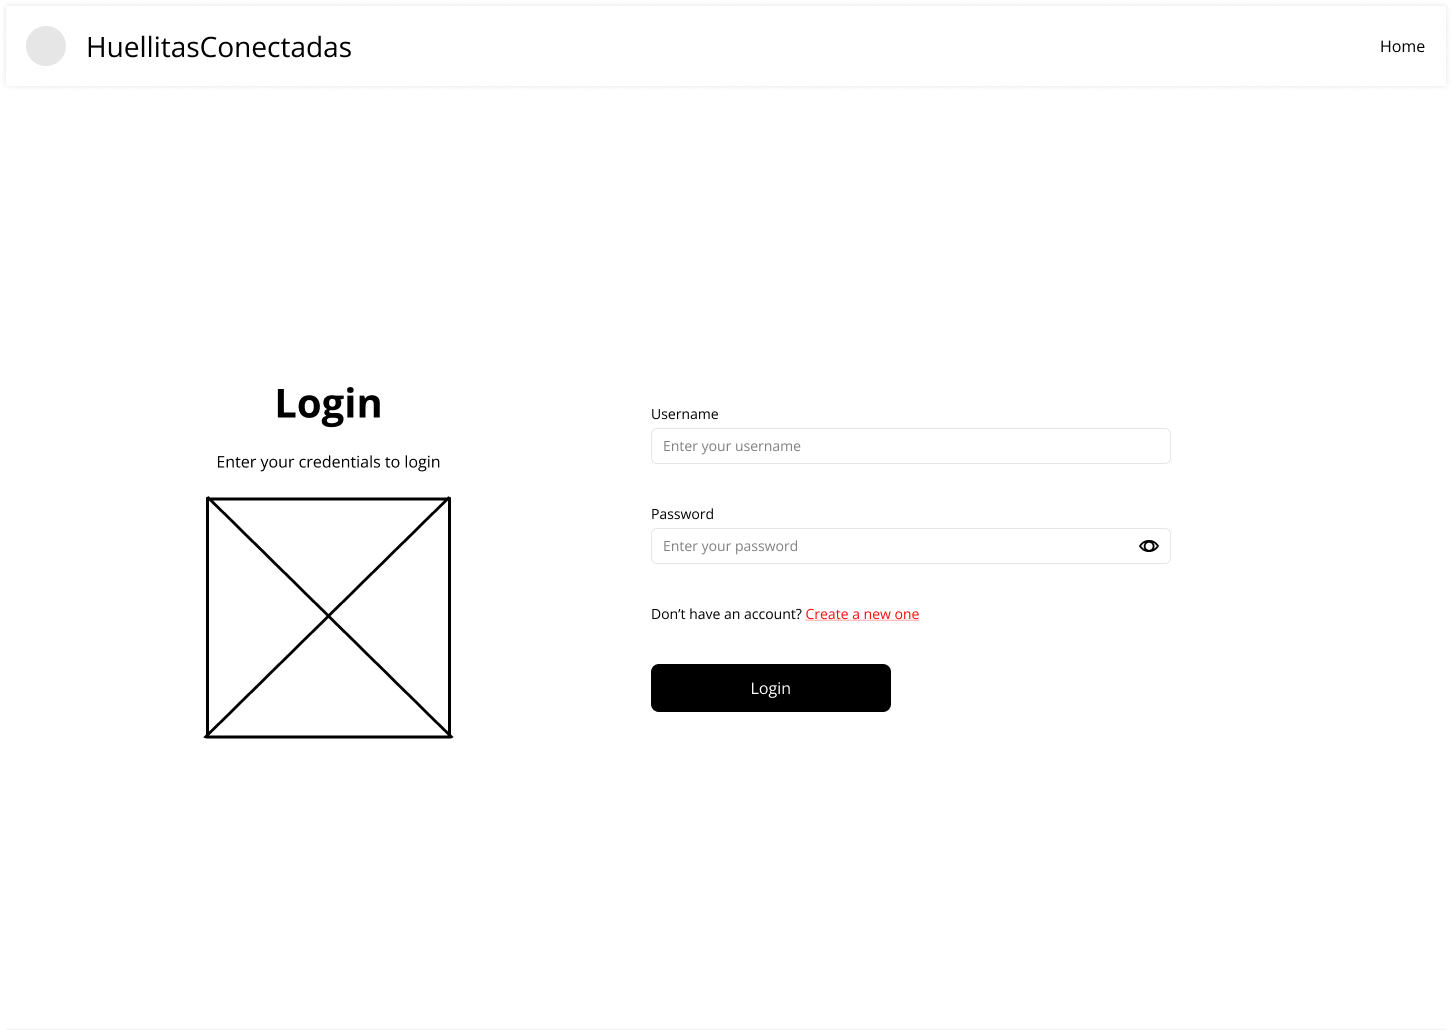 HuellitasConectadas
Home
Login
Enter your credentials to login
Username
Enter your username
Password
Enter your password
Don’t have an account? Create a new one
Login